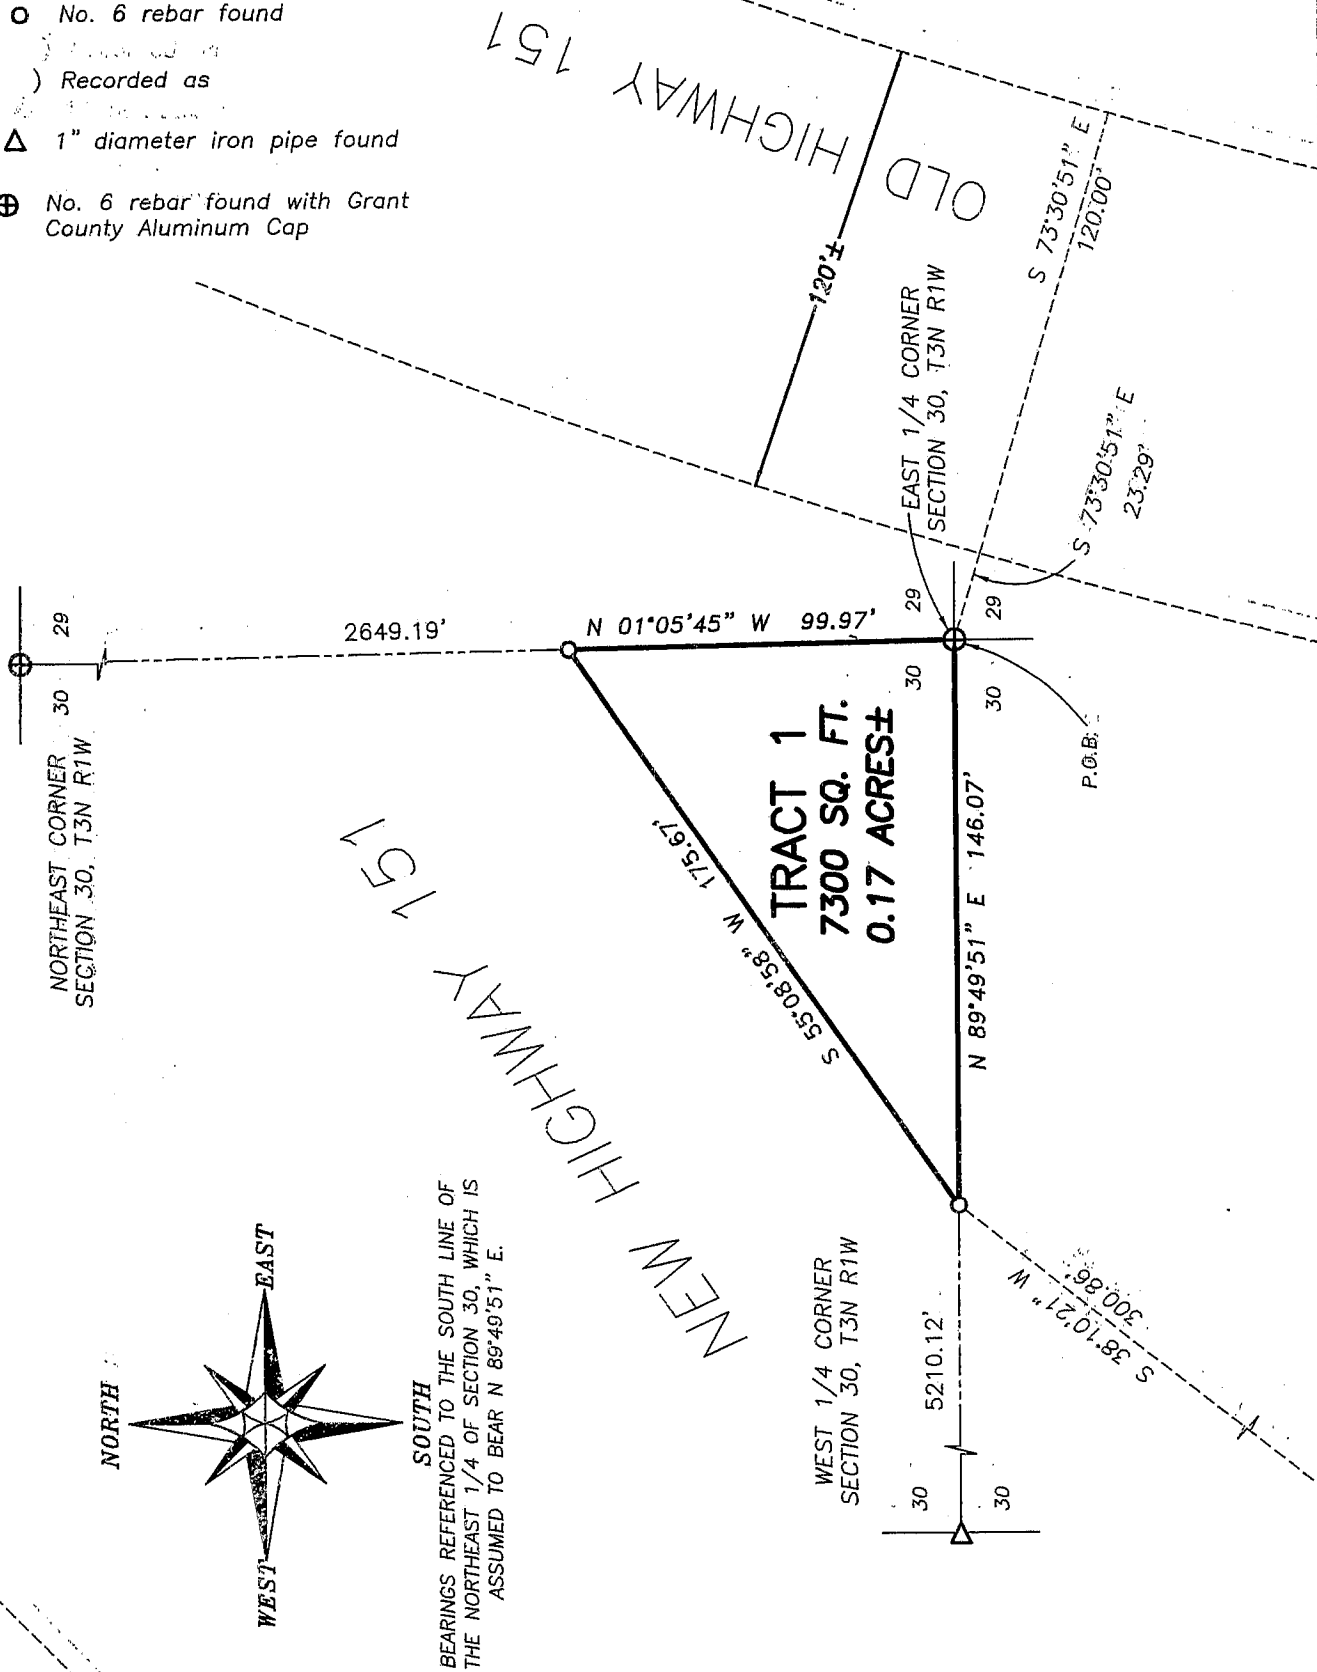 No. 6 rebar found
) Recorded as
1" diameter iron pipe found
No. 6 rebar found with Grant
County Aluminum Cap
OLD HIGHWAY 151
120'±
S 73°30'51" E
120.00'
EAST 1/4 CORNER
SECTION 30, T3N R1W
S 73°30'51" E
23.29'
29
30
NORTHEAST CORNER
SECTION 30, T3N R1W
2649.19'
N 01°05'45" W 99.97'
29
30
29
30
P.O.B.
TRACT 1
7300 SQ. FT.
0.17 ACRES±
S 55°08'58" W 175.67'
N 89°49'51" E 146.07'
NEW HIGHWAY 151
NORTH
EAST
SOUTH
WEST
BEARINGS REFERENCED TO THE SOUTH LINE OF
THE NORTHEAST 1/4 OF SECTION 30, WHICH IS
ASSUMED TO BEAR N 89°49'51" E.
WEST 1/4 CORNER
SECTION 30, T3N R1W
5210.12'
30
30
S 38°10'21" W
300.86'